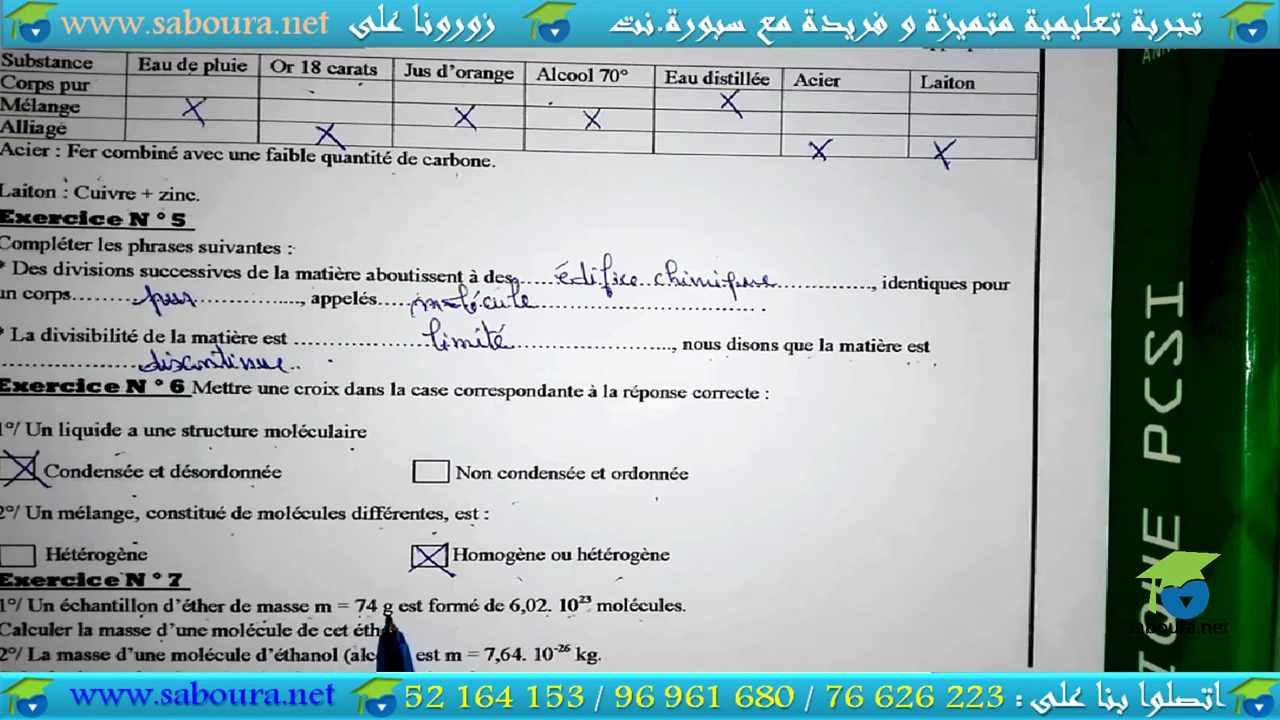 www.saboura.net زورونا على تجربة تعليمية متميزة و فريدة مع سبورة.نت
Substance Eau de pluie Or 18 carats Jus d'orange Alcool 70° Eau distillée Acier Laiton
Corps pur X
Mélange X X X
Alliage X X X
Acier : Fer combiné avec une faible quantité de carbone.
Laiton : Cuivre + zinc.
Exercice N ° 5
Compléter les phrases suivantes :
* Des divisions successives de la matière aboutissent à des....édifice chimique..............., identiques pour
un corps........pur................., appelés.....molécule...............................
* La divisibilité de la matière est ......................limité..........................., nous disons que la matière est
....................discontinue..
Exercice N ° 6 Mettre une croix dans la case correspondante à la réponse correcte :
1°/ Un liquide a une structure moléculaire
X Condensée et désordonnée Non condensée et ordonnée
2°/ Un mélange, constitué de molécules différentes, est :
Hétérogène X Homogène ou hétérogène
Exercice N ° 7
1°/ Un échantillon d'éther de masse m = 74 g est formé de 6,02. 10²³ molécules.
Calculer la masse d'une molécule de cet éth
2°/ La masse d'une molécule d'éthanol (alc est m = 7,64. 10⁻²⁶ kg.
PCSI
saboura.net
www.saboura.net 52 164 153 / 96 961 680 / 76 626 223 : اتصلوا بنا على